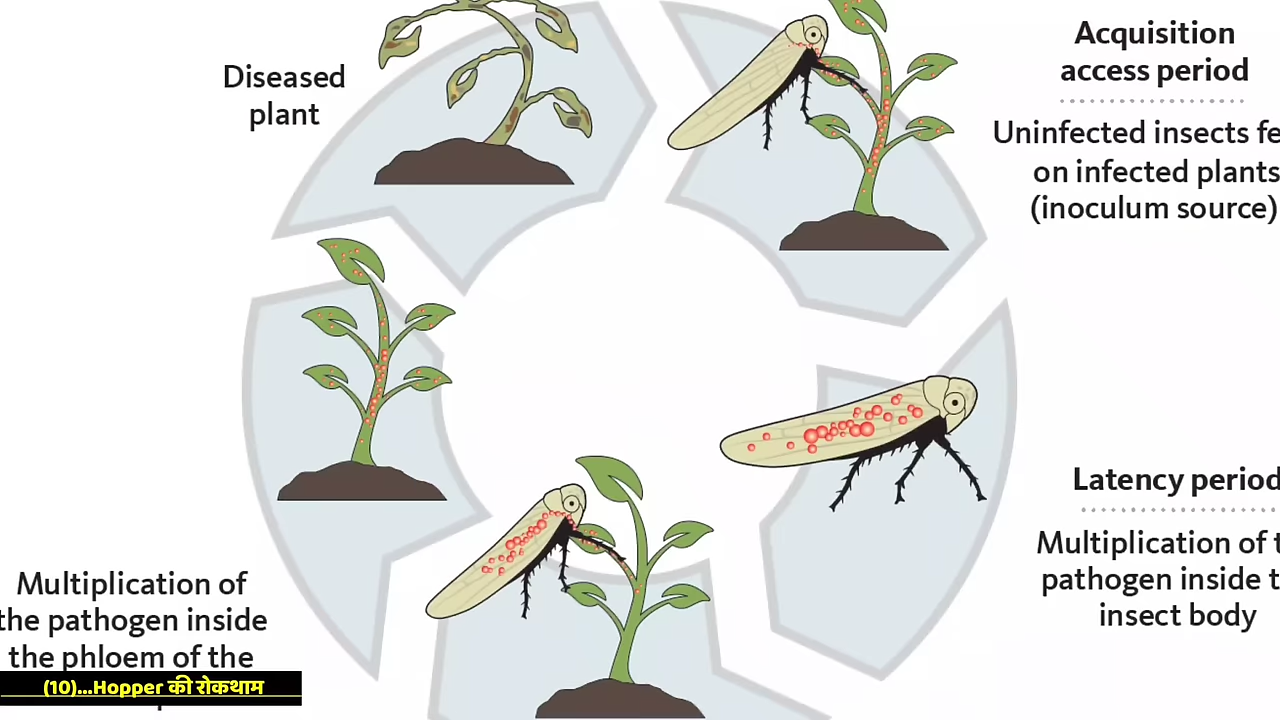 Diseased
plant
Acquisition
access period
Uninfected insects fe
on infected plants
(inoculum source)
Latency period
Multiplication of t
pathogen inside t
insect body
Multiplication of
the pathogen inside
the phloem of the
(10)...Hopper की रोकथाम